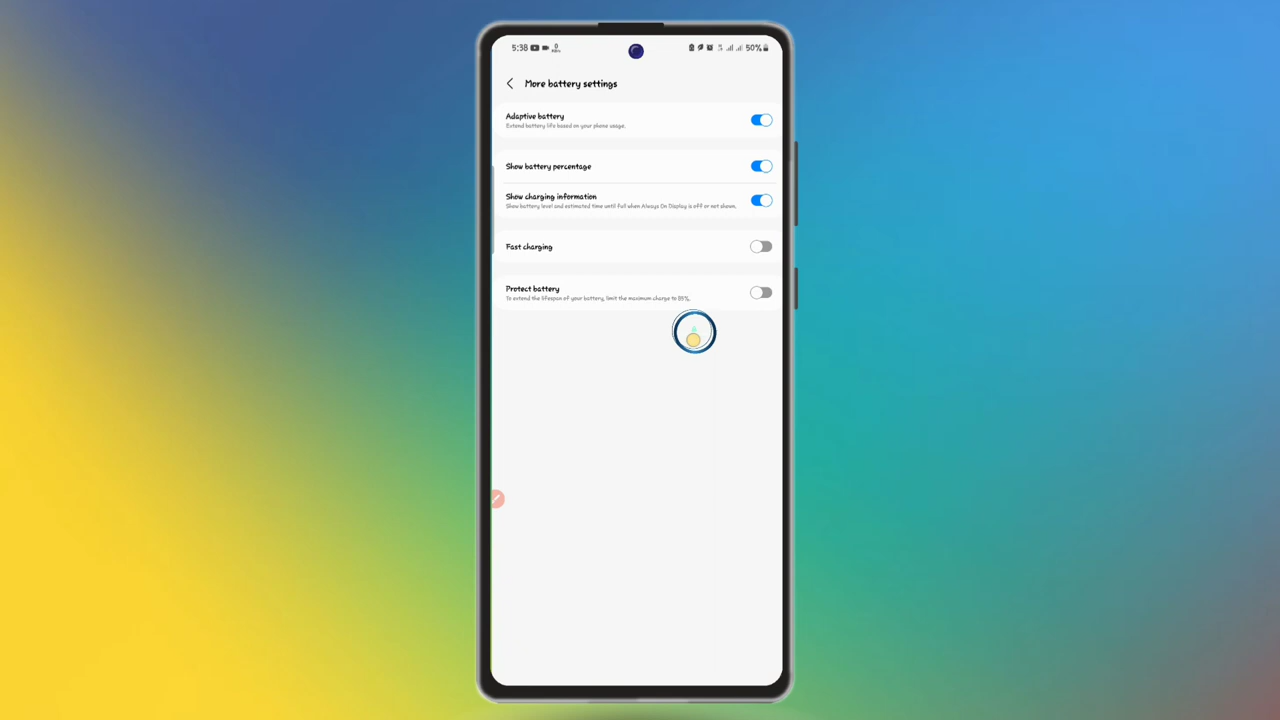 5:38
50%
More battery settings
Adaptive battery
Extend battery life based on your phone usage.
Show battery percentage
Show charging information
Show battery level and estimated time until full when Always On Display is off or not shown.
Fast charging
Protect battery
To extend the lifespan of your battery, limit the maximum charge to 85%.